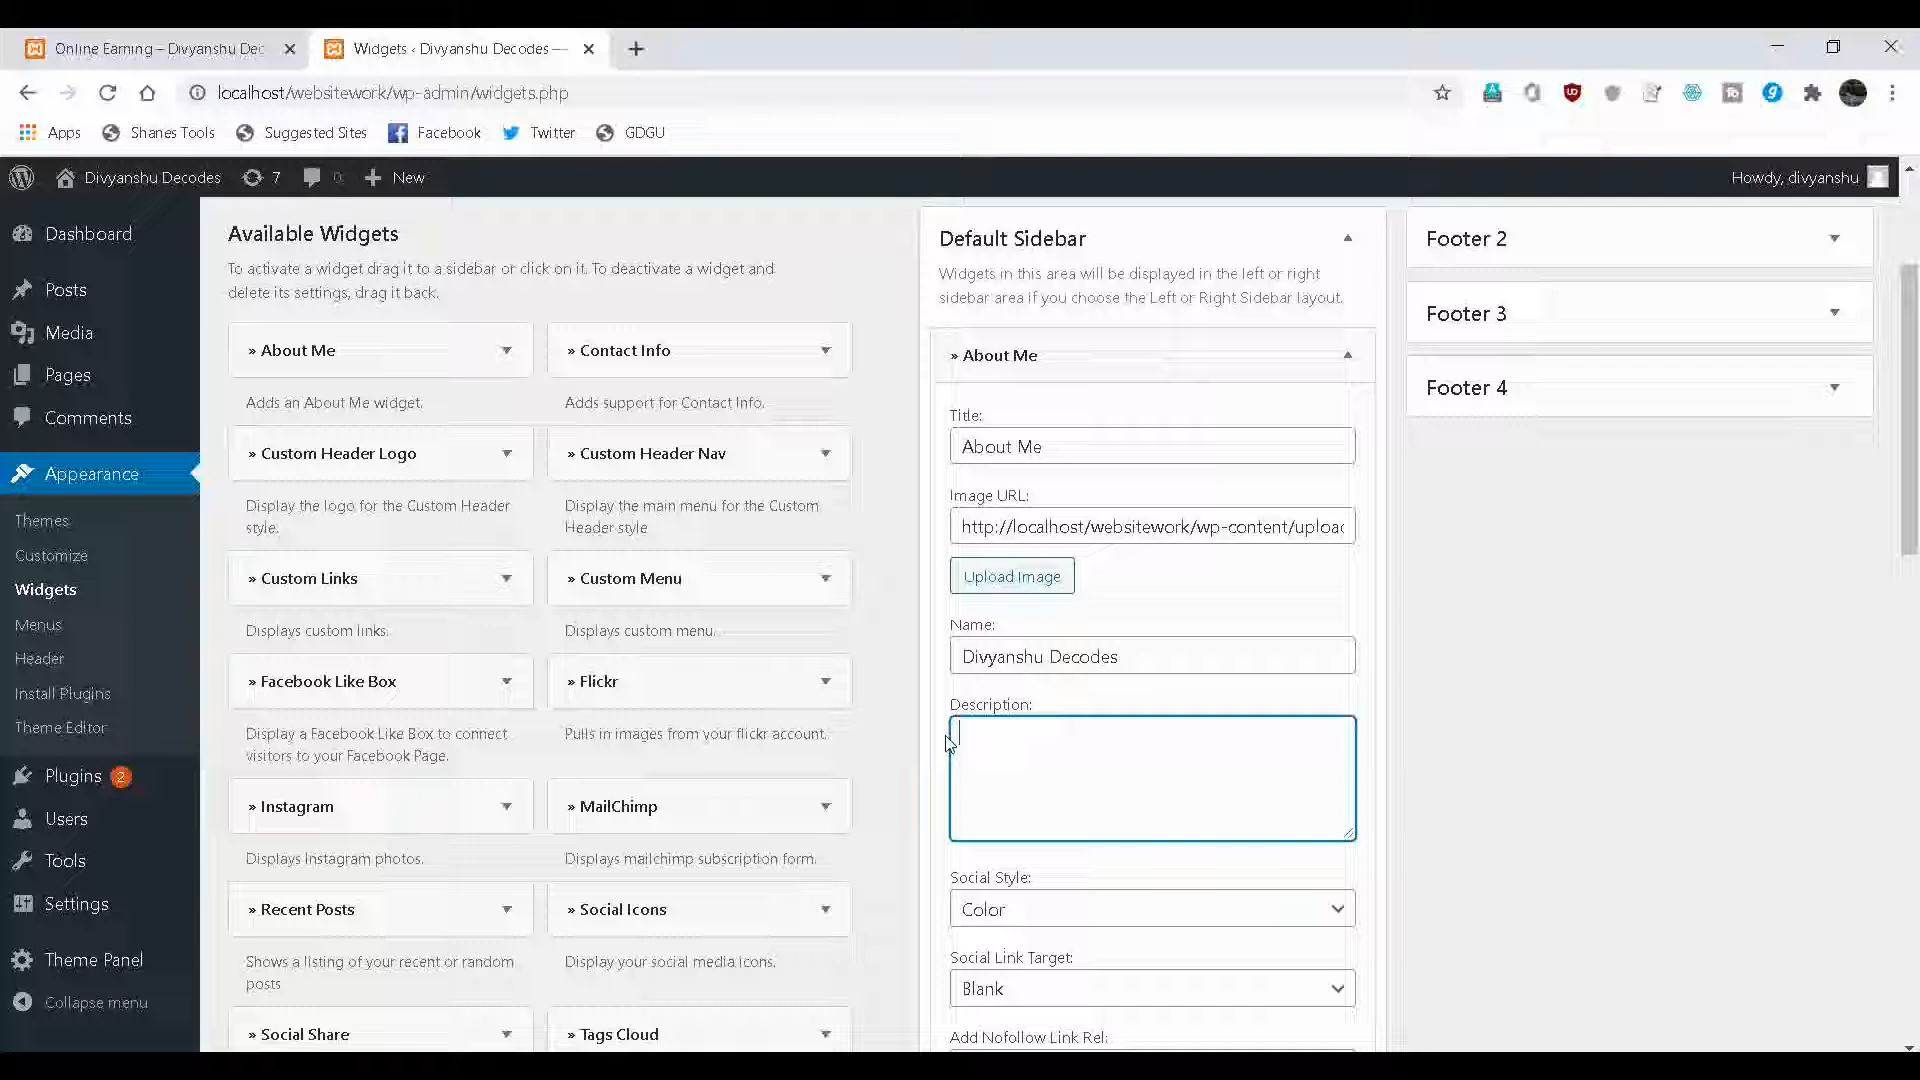 Online Earning – Divyanshu Dec
Widgets ‹ Divyanshu Decodes —
localhost/websitework/wp-admin/widgets.php
Apps
Shanes Tools
Suggested Sites
Facebook
Twitter
GDGU
Divyanshu Decodes
7
0
New
Howdy, divyanshu
Dashboard
Posts
Media
Pages
Comments
Appearance
Themes
Customize
Widgets
Menus
Header
Install Plugins
Theme Editor
Plugins 2
Users
Tools
Settings
Theme Panel
Collapse menu
Available Widgets
To activate a widget drag it to a sidebar or click on it. To deactivate a widget and
delete its settings, drag it back.
» About Me
Adds an About Me widget.
» Contact Info
Adds support for Contact Info.
» Custom Header Logo
Display the logo for the Custom Header
style.
» Custom Header Nav
Display the main menu for the Custom
Header style
» Custom Links
Displays custom links.
» Custom Menu
Displays custom menu.
» Facebook Like Box
Display a Facebook Like Box to connect
visitors to your Facebook Page.
» Flickr
Pulls in images from your flickr account.
» Instagram
Displays Instagram photos.
» MailChimp
Displays mailchimp subscription form.
» Recent Posts
Shows a listing of your recent or random
posts
» Social Icons
Display your social media icons.
» Social Share
» Tags Cloud
Default Sidebar
Widgets in this area will be displayed in the left or right
sidebar area if you choose the Left or Right Sidebar layout.
» About Me
Title:
About Me
Image URL:
http://localhost/websitework/wp-content/uploac
Upload Image
Name:
Divyanshu Decodes
Description:
Social Style:
Color
Social Link Target:
Blank
Add Nofollow Link Rel:
Footer 2
Footer 3
Footer 4